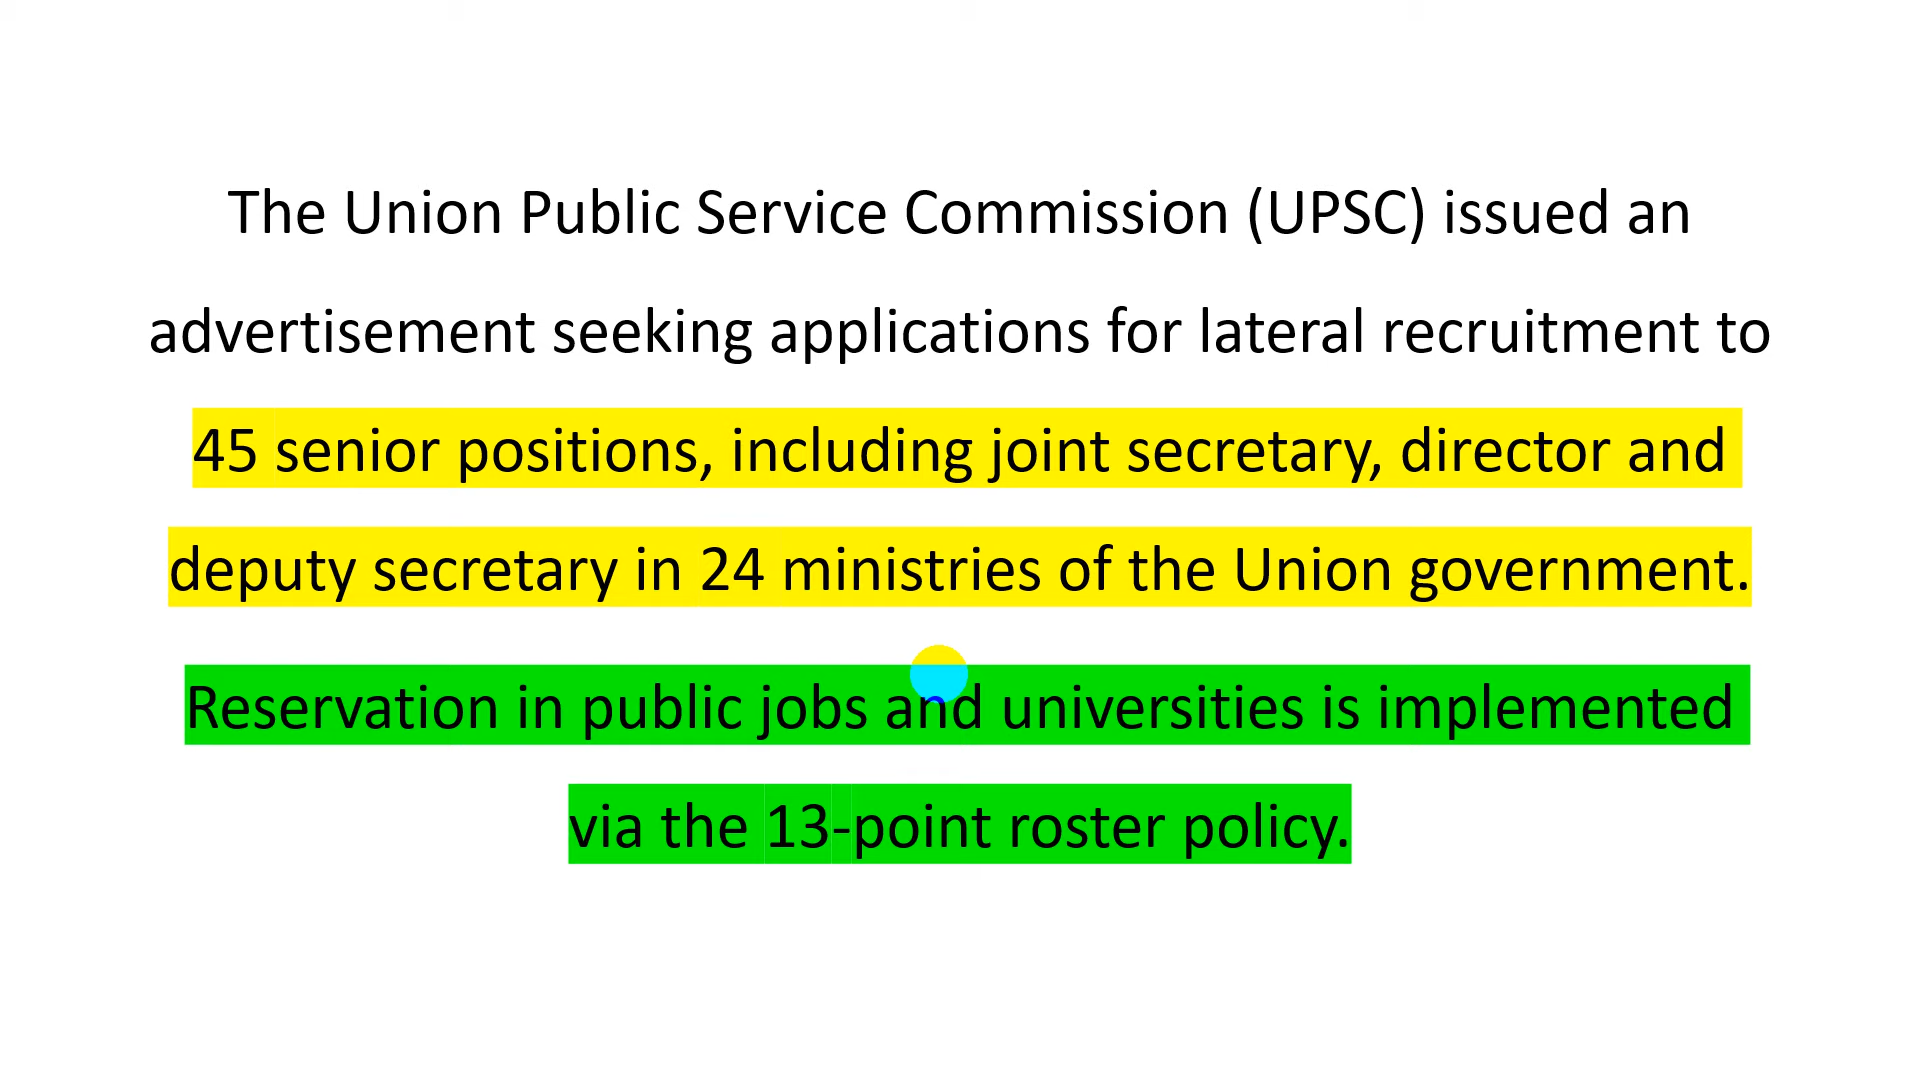 The Union Public Service Commission (UPSC) issued an
advertisement seeking applications for lateral recruitment to
45 senior positions, including joint secretary, director and
deputy secretary in 24 ministries of the Union government.
Reservation in public jobs and universities is implemented
via the 13-point roster policy.